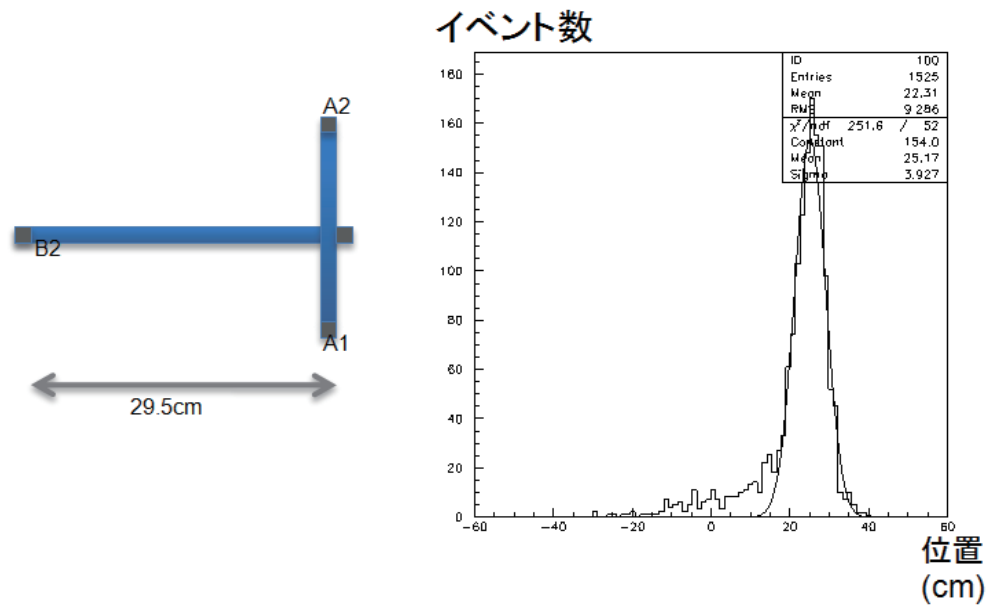 イベント数
ID 100
Entries 1525
Mean 22.31
RMS 9.286
χ²/ndf 251.6 / 52
Constant 154.0
Mean 25.17
Sigma 3.927
180
160
140
120
100
80
60
40
20
0
-60 -40 -20 0 20 40 60
位置
(cm)
A2
B2
A1
29.5cm